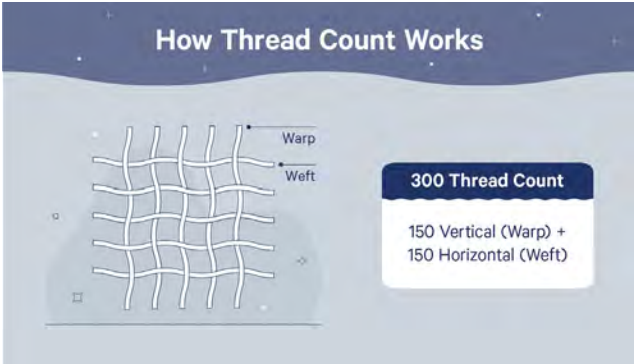 How Thread Count Works
Warp
Weft
300 Thread Count
150 Vertical (Warp) +
150 Horizontal (Weft)